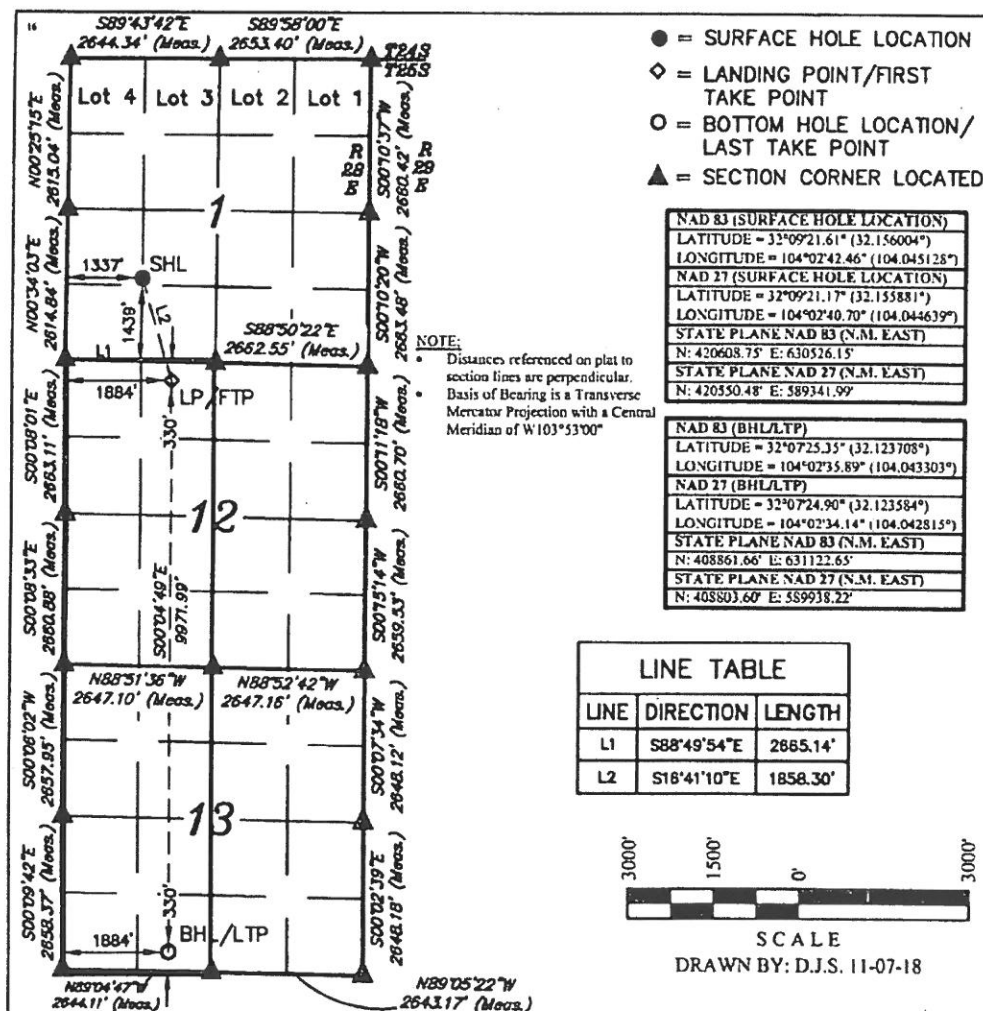 16
S89°43'42"E
2644.34' (Meas.)
S89°58'00"E
2653.40' (Meas.)
T24S
T25S
Lot 4
Lot 3
Lot 2
Lot 1
N00°25'15"E
2615.04' (Meas.)
S00°10'37"W
2660.42' (Meas.)
R
29
E
1
N00°34'03"E
2614.84' (Meas.)
1337'
SHL
1439'
L2
L1
S00°10'20"W
2663.48' (Meas.)
S88°50'22"E
2662.55' (Meas.)
1884'
LP/FTP
330'
S00°08'01"E
2663.11' (Meas.)
S00°11'18"W
2660.70' (Meas.)
12
S00°08'33"E
2660.88' (Meas.)
S00°04'49"E
9971.99'
S00°15'14"W
2659.53' (Meas.)
N88°51'36"W
2647.10' (Meas.)
N88°52'42"W
2647.16' (Meas.)
S00°06'02"W
2657.95' (Meas.)
S00°07'34"W
2648.12' (Meas.)
13
S00°09'42"E
2658.37' (Meas.)
330'
1884'
BHL/LTP
S00°02'39"E
2648.18' (Meas.)
N89°04'47"W
2644.11' (Meas.)
N89°05'22"W
2643.17' (Meas.)
= SURFACE HOLE LOCATION
= LANDING POINT/FIRST
TAKE POINT
= BOTTOM HOLE LOCATION/
LAST TAKE POINT
= SECTION CORNER LOCATED
NOTE:
• Distances referenced on plat to
section lines are perpendicular.
• Basis of Bearing is a Transverse
Mercator Projection with a Central
Meridian of W103°53'00"
NAD 83 (SURFACE HOLE LOCATION)
LATITUDE = 32°09'21.61" (32.156004°)
LONGITUDE = 104°02'42.46" (104.045128°)
NAD 27 (SURFACE HOLE LOCATION)
LATITUDE = 32°09'21.17" (32.155881°)
LONGITUDE = 104°02'40.70" (104.044639°)
STATE PLANE NAD 83 (N.M. EAST)
N: 420608.75' E: 630526.15'
STATE PLANE NAD 27 (N.M. EAST)
N: 420550.48' E: 589341.99'
NAD 83 (BHL/LTP)
LATITUDE = 32°07'25.35" (32.123708°)
LONGITUDE = 104°02'35.89" (104.043303°)
NAD 27 (BHL/LTP)
LATITUDE = 32°07'24.90" (32.123584°)
LONGITUDE = 104°02'34.14" (104.042815°)
STATE PLANE NAD 83 (N.M. EAST)
N: 408861.66' E: 631122.65'
STATE PLANE NAD 27 (N.M. EAST)
N: 408803.60' E: 589938.22'
LINE TABLE
LINE DIRECTION LENGTH
L1 S88°49'54"E 2665.14'
L2 S16°41'10"E 1858.30'
3000'
1500'
0'
3000'
SCALE
DRAWN BY: D.J.S. 11-07-18